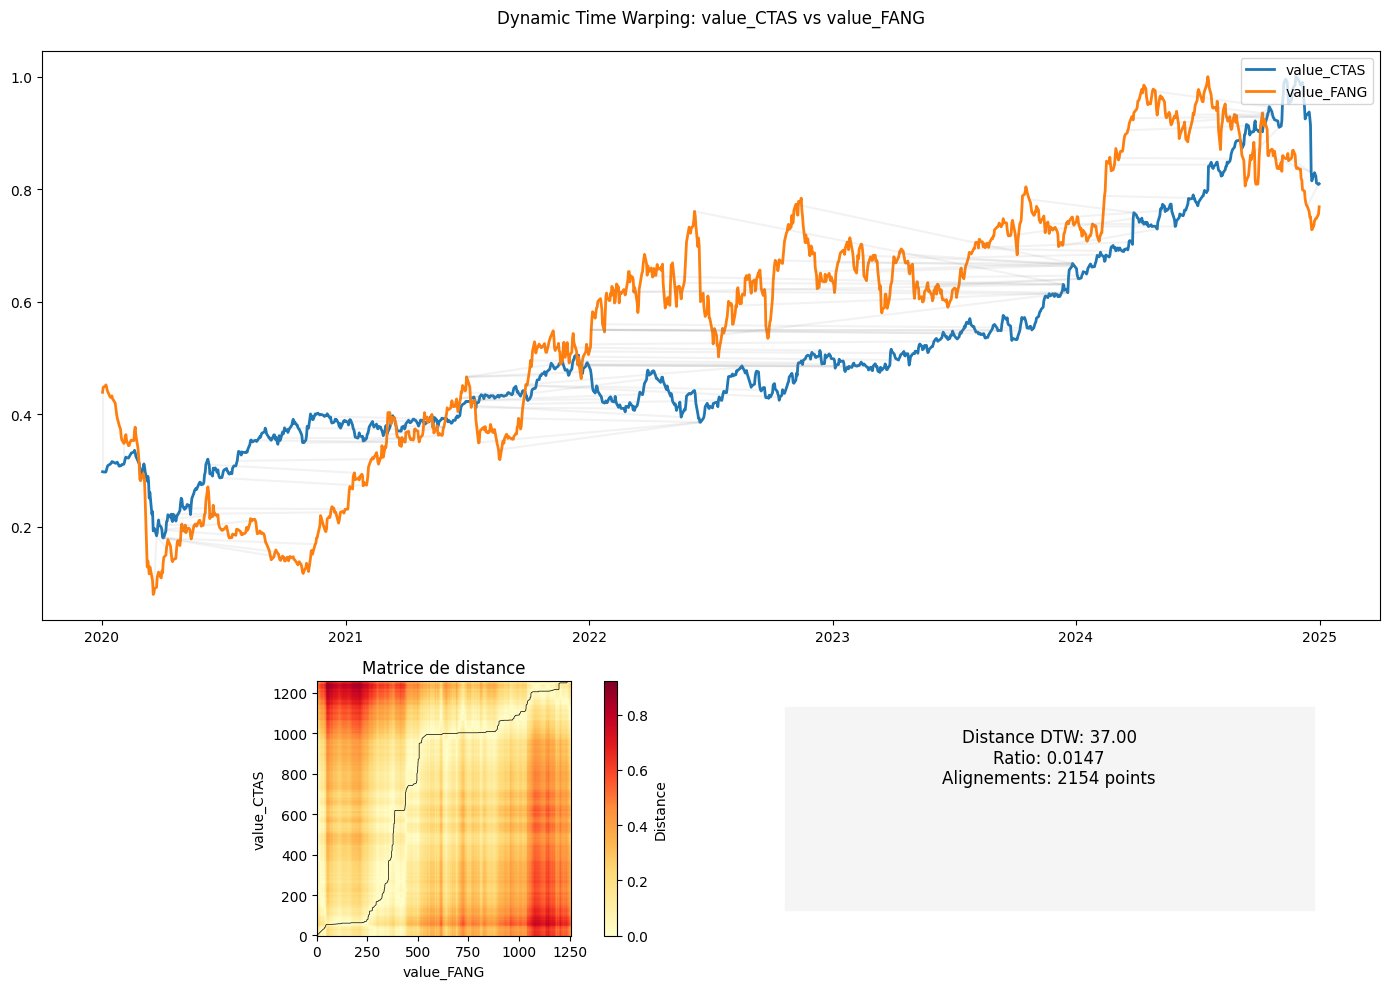 Dynamic Time Warping: value_CTAS vs value_FANG
value_CTAS
value_FANG
1.0
0.8
0.6
0.4
0.2
2020 2021 2022 2023 2024 2025
Matrice de distance
1200
1000
800
600
400
200
0
value_CTAS
0 250 500 750 1000 1250
value_FANG
0.8
0.6
0.4
0.2
0.0
Distance
Distance DTW: 37.00
Ratio: 0.0147
Alignements: 2154 points